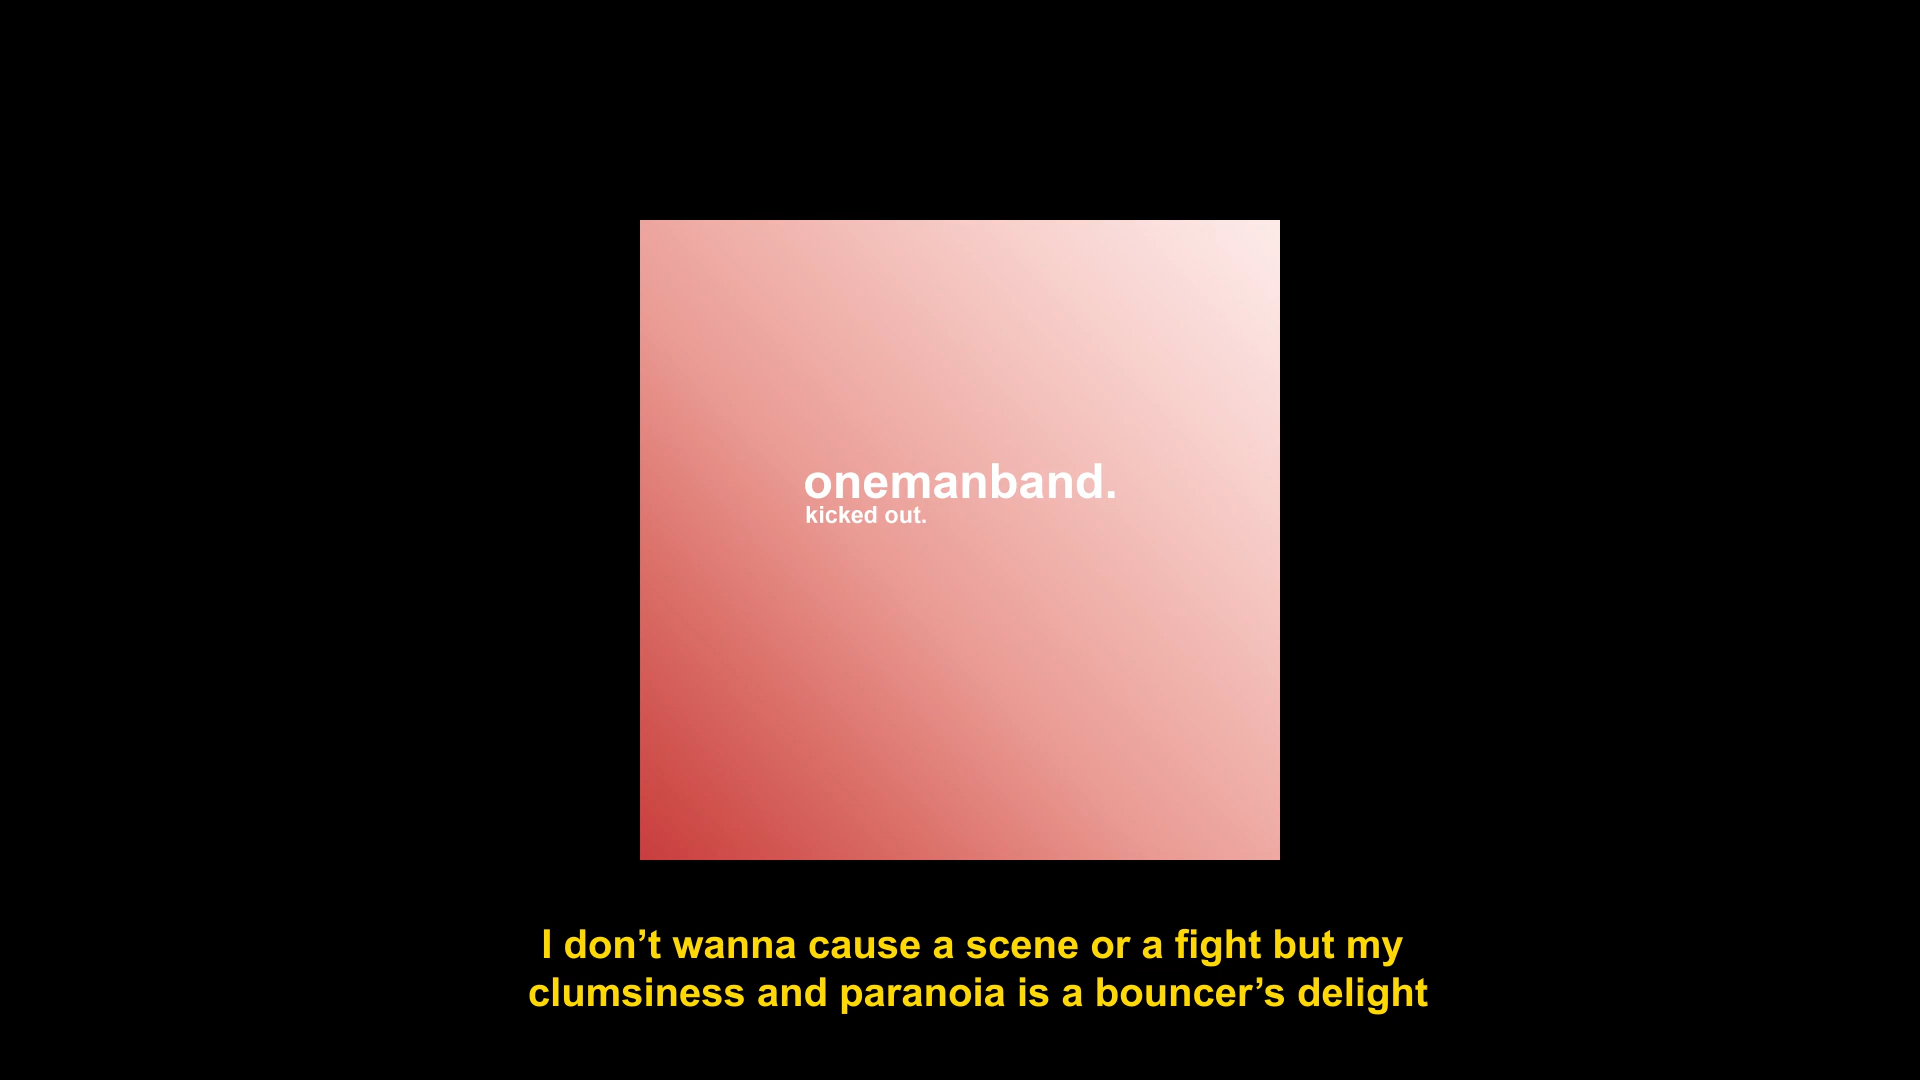 onemanband.
kicked out.
I don’t wanna cause a scene or a fight but my
clumsiness and paranoia is a bouncer’s delight